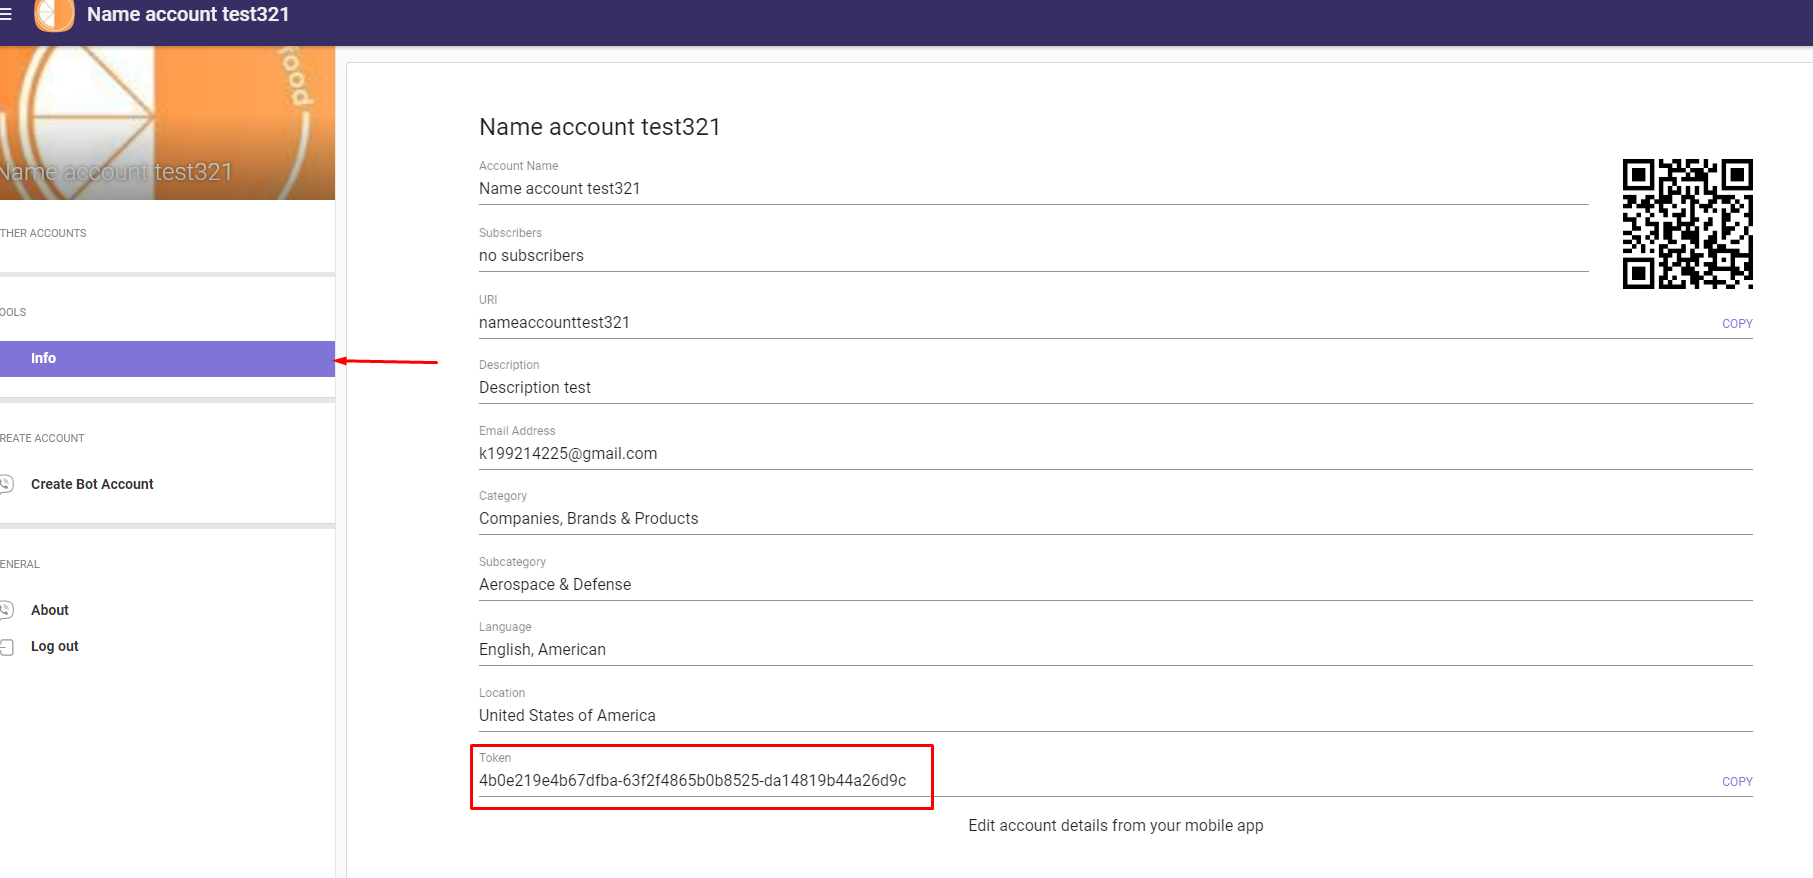 Name account test321
food
Name account test321
THER ACCOUNTS
OOLS
Info
REATE ACCOUNT
Create Bot Account
ENERAL
About
Log out
Name account test321
Account Name
Name account test321
Subscribers
no subscribers
URI
nameaccounttest321
COPY
Description
Description test
Email Address
k199214225@gmail.com
Category
Companies, Brands & Products
Subcategory
Aerospace & Defense
Language
English, American
Location
United States of America
Token
4b0e219e4b67dfba-63f2f4865b0b8525-da14819b44a26d9c
COPY
Edit account details from your mobile app